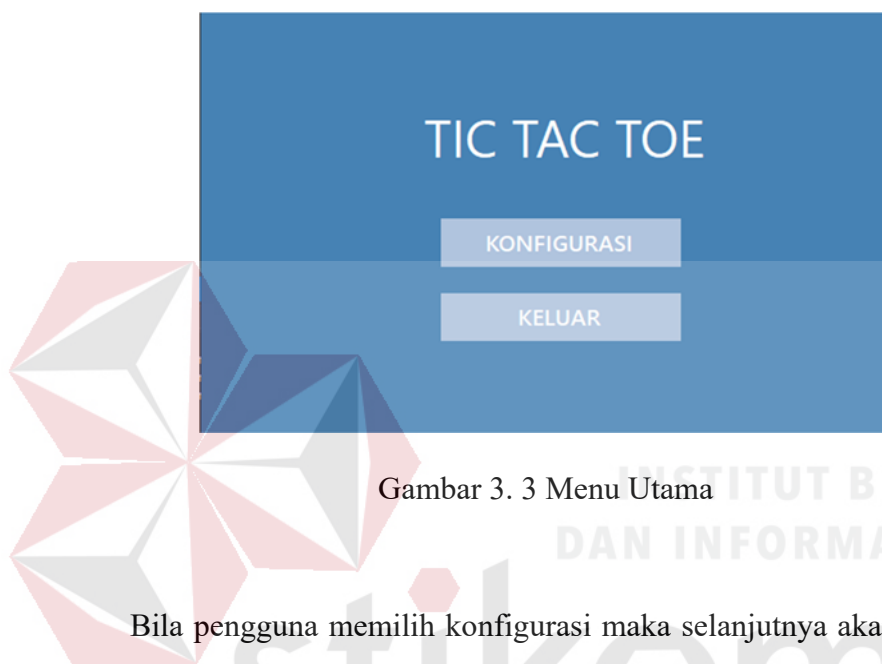 TIC TAC TOE
KONFIGURASI
KELUAR
Gambar 3. 3 Menu Utama
INSTITUT B
DAN INFORMA
Bila pengguna memilih konfigurasi maka selanjutnya aka
stikom